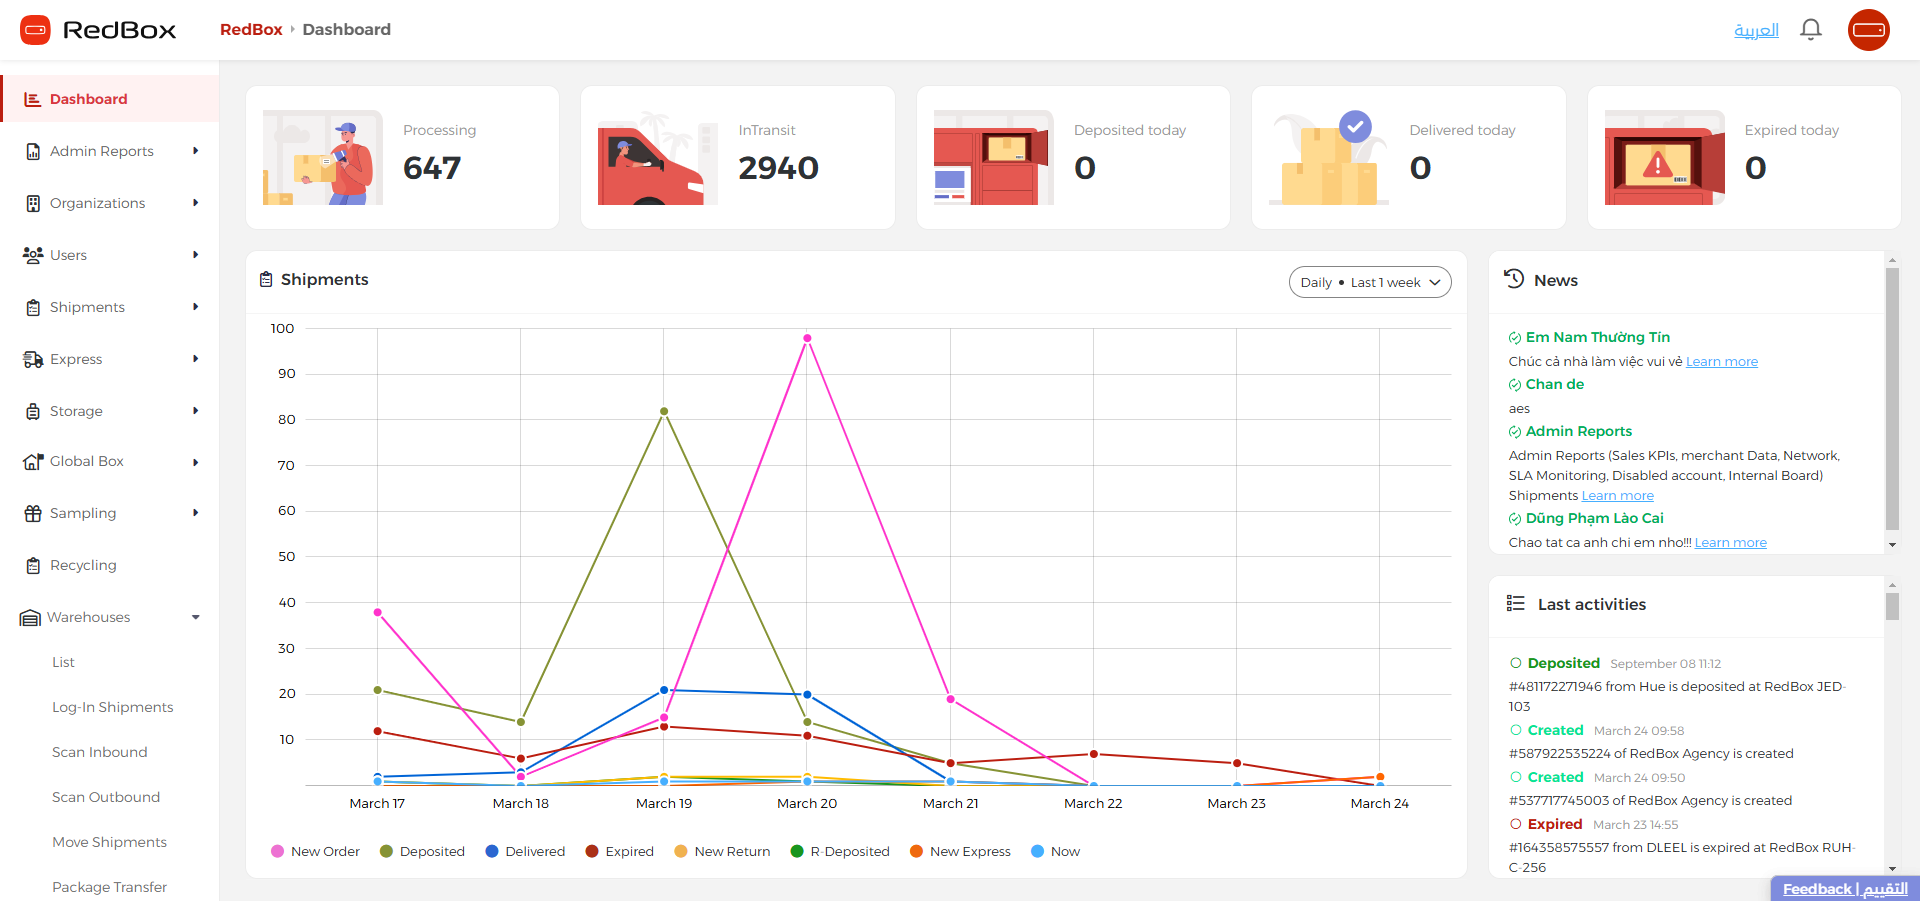 RedBox
RedBox
Dashboard
العربية
Dashboard
Admin Reports
Organizations
Users
Shipments
Express
Storage
Global Box
Sampling
Recycling
Warehouses
List
Log-In Shipments
Scan Inbound
Scan Outbound
Move Shipments
Package Transfer
Processing
647
InTransit
2940
Deposited today
0
Delivered today
0
Expired today
0
Shipments
Daily • Last 1 week
100
90
80
70
60
50
40
30
20
10
March 17
March 18
March 19
March 20
March 21
March 22
March 23
March 24
New Order
Deposited
Delivered
Expired
New Return
R-Deposited
New Express
Now
News
Em Nam Thường Tín
Chúc cả nhà làm việc vui vẻ Learn more
Chan de
aes
Admin Reports
Admin Reports (Sales KPIs, merchant Data, Network,
SLA Monitoring, Disabled account, Internal Board)
Shipments Learn more
Dũng Phạm Lào Cai
Chao tat ca anh chi em nho!!! Learn more
Last activities
Deposited September 08 11:12
#481172271946 from Hue is deposited at RedBox JED-
103
Created March 24 09:58
#587922535224 of RedBox Agency is created
Created March 24 09:50
#537717745003 of RedBox Agency is created
Expired March 23 14:55
#164358575557 from DLEEL is expired at RedBox RUH-
C-256
Feedback | التقييم